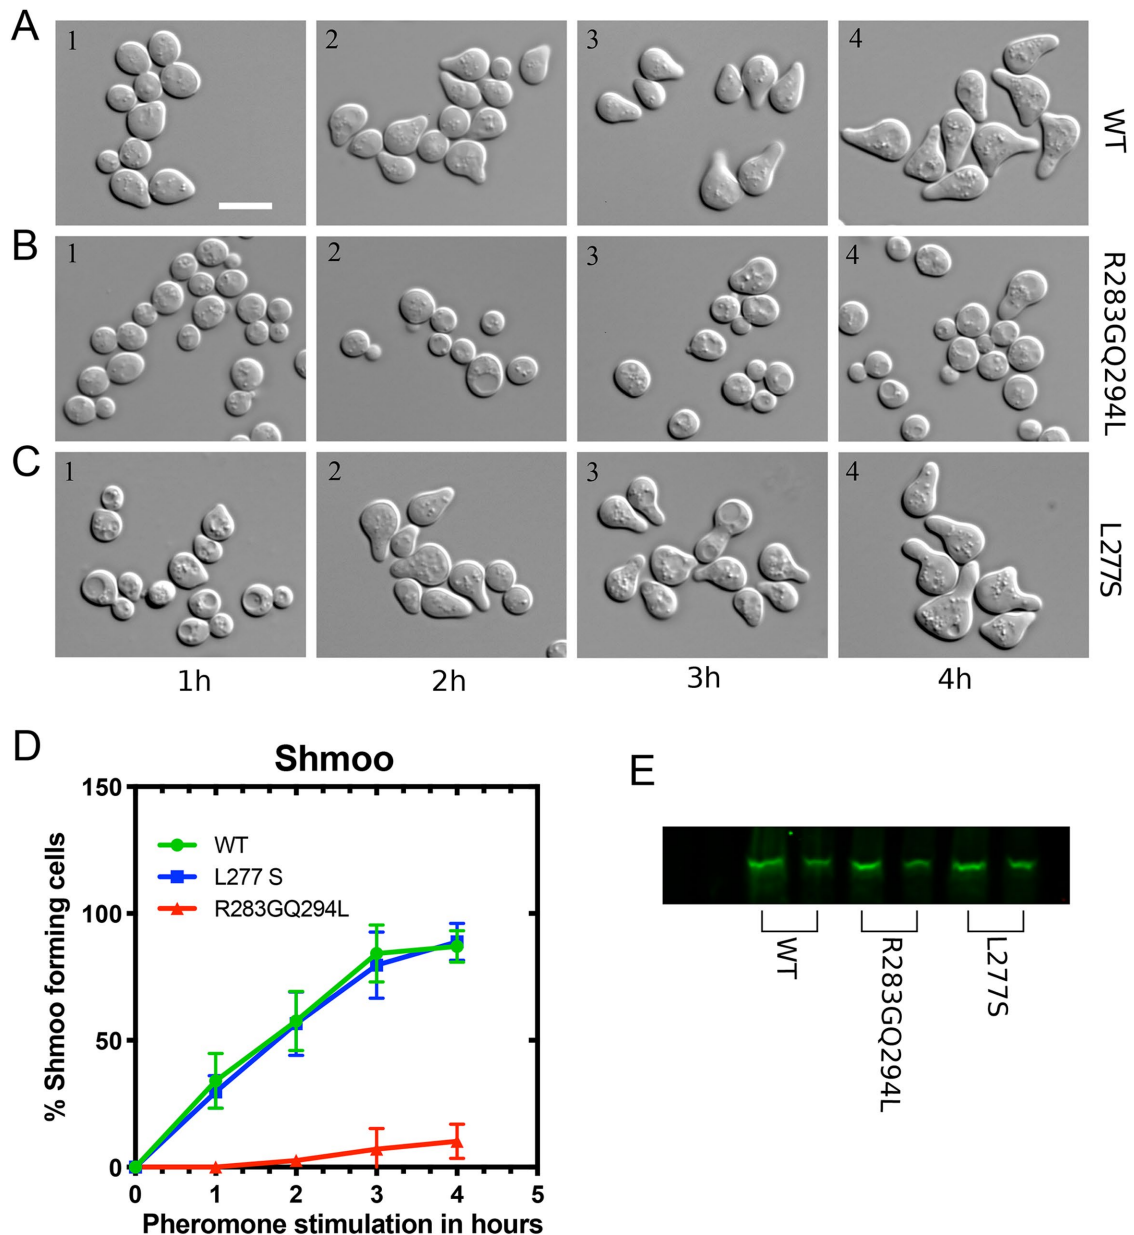 A
1
2
3
4
WT
B
1
2
3
4
R283GQ294L
C
1
2
3
4
L277S
1h
2h
3h
4h
D
Shmoo
150
100
50
0
% Shmoo forming cells
WT
L277 S
R283GQ294L
0
1
2
3
4
5
Pheromone stimulation in hours
E
WT
R283GQ294L
L277S